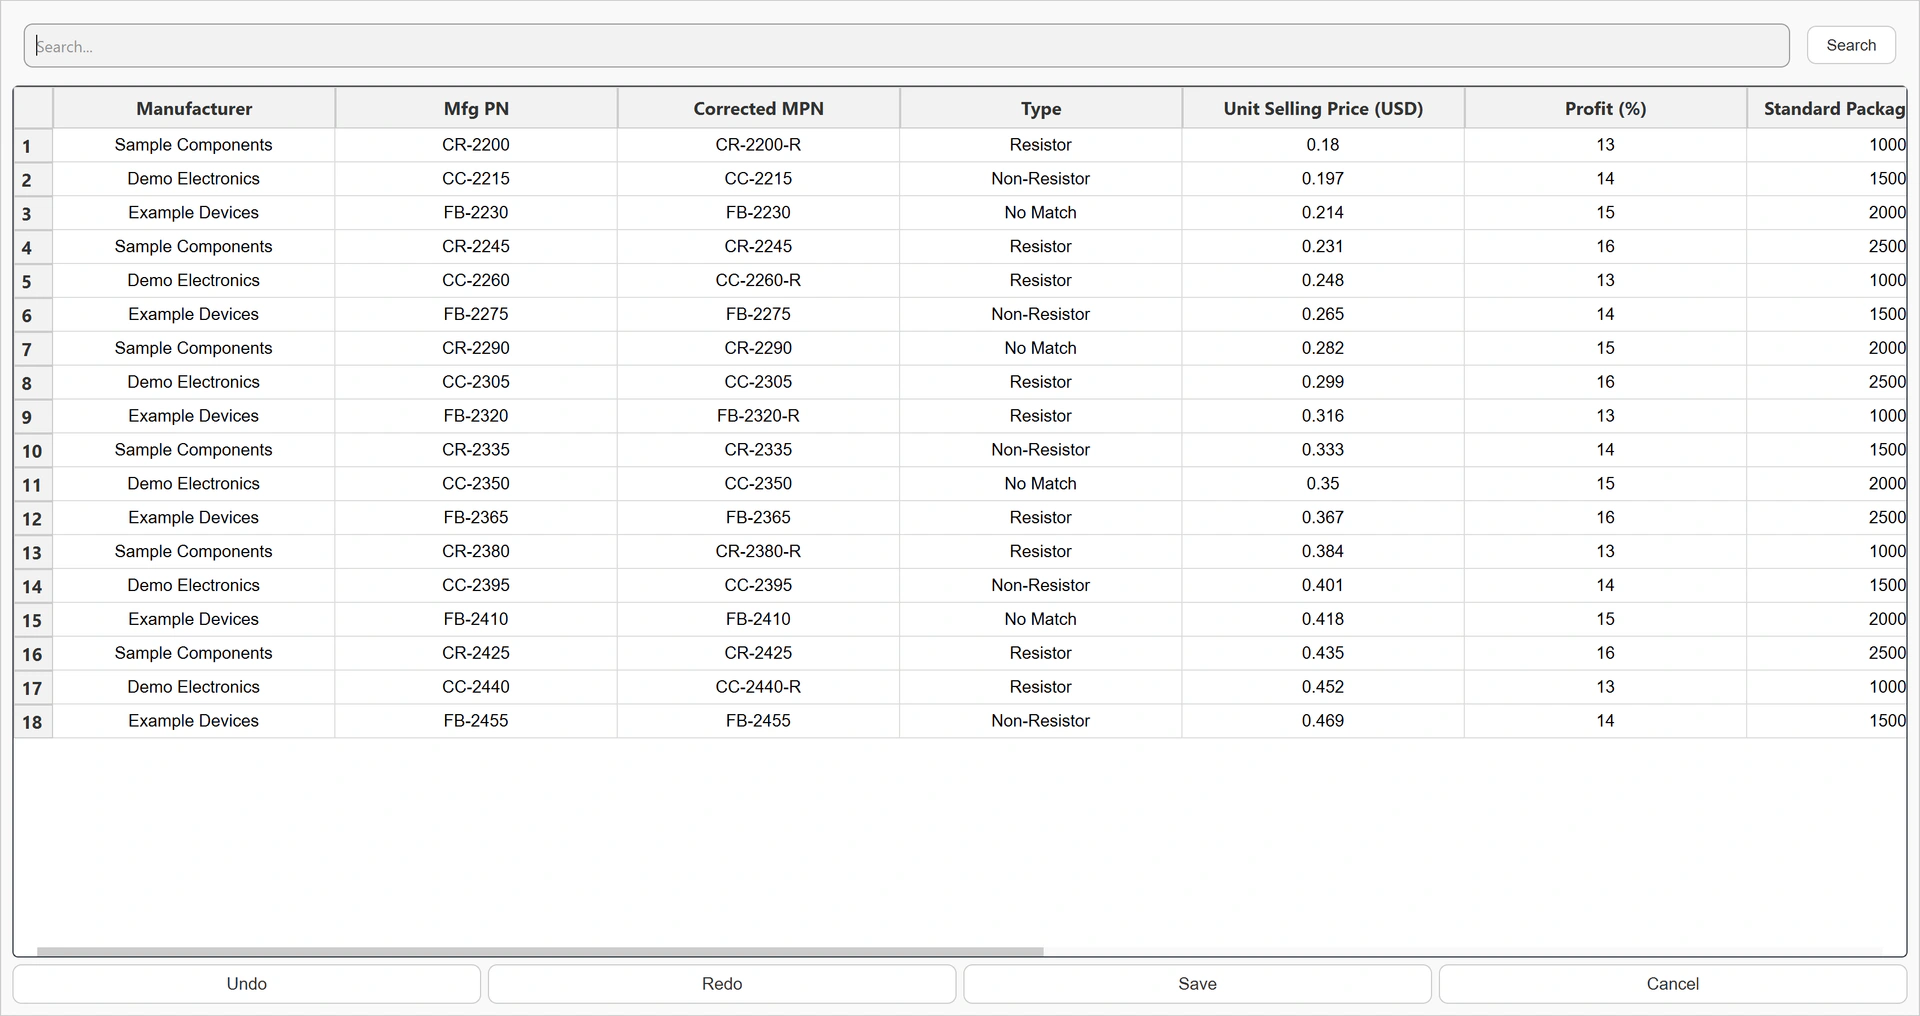 Search...
Search
Manufacturer Mfg PN Corrected MPN Type Unit Selling Price (USD) Profit (%) Standard Packag
1 Sample Components CR-2200 CR-2200-R Resistor 0.18 13 1000
2 Demo Electronics CC-2215 CC-2215 Non-Resistor 0.197 14 1500
3 Example Devices FB-2230 FB-2230 No Match 0.214 15 2000
4 Sample Components CR-2245 CR-2245 Resistor 0.231 16 2500
5 Demo Electronics CC-2260 CC-2260-R Resistor 0.248 13 1000
6 Example Devices FB-2275 FB-2275 Non-Resistor 0.265 14 1500
7 Sample Components CR-2290 CR-2290 No Match 0.282 15 2000
8 Demo Electronics CC-2305 CC-2305 Resistor 0.299 16 2500
9 Example Devices FB-2320 FB-2320-R Resistor 0.316 13 1000
10 Sample Components CR-2335 CR-2335 Non-Resistor 0.333 14 1500
11 Demo Electronics CC-2350 CC-2350 No Match 0.35 15 2000
12 Example Devices FB-2365 FB-2365 Resistor 0.367 16 2500
13 Sample Components CR-2380 CR-2380-R Resistor 0.384 13 1000
14 Demo Electronics CC-2395 CC-2395 Non-Resistor 0.401 14 1500
15 Example Devices FB-2410 FB-2410 No Match 0.418 15 2000
16 Sample Components CR-2425 CR-2425 Resistor 0.435 16 2500
17 Demo Electronics CC-2440 CC-2440-R Resistor 0.452 13 1000
18 Example Devices FB-2455 FB-2455 Non-Resistor 0.469 14 1500
Undo Redo Save Cancel